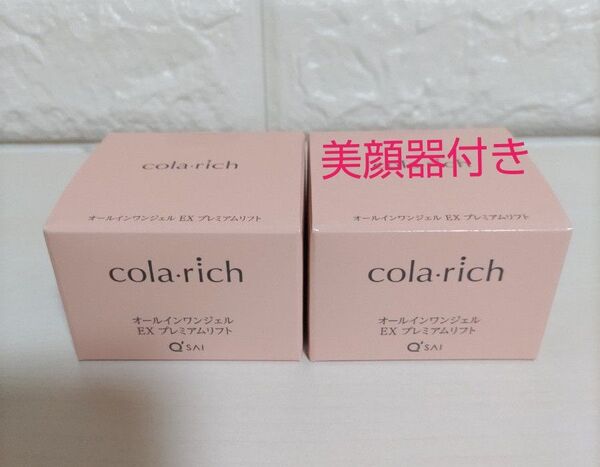 cola·rich
オールインワンジェル EX プレミアムリフト
cola·rich
オールインワンジェル
EX プレミアムリフト
Q'SAI
美顔器付き
cola·rich
オールインワンジェル EX プレミアムリフト
cola·rich
オールインワンジェル
EX プレミアムリフト
Q'SAI